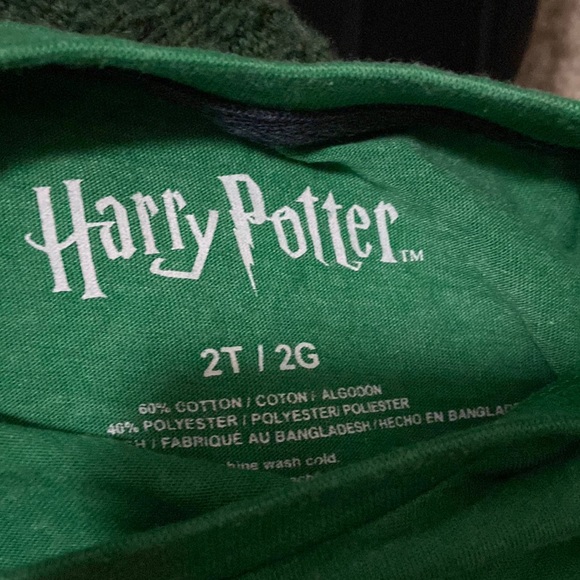 Harry Potter™
2T / 2G
60% COTTON / COTON / ALGODON
40% POLYESTER / POLYESTER/ POLIESTER
/ FABRIQUÉ AU BANGLADESH / HECHO EN
wash cold.